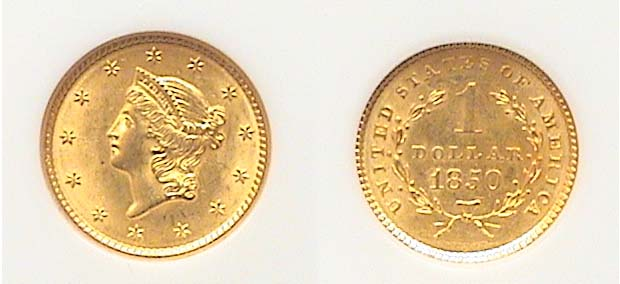 UNITED STATES OF AMERICA
1
DOLLAR.
1850.